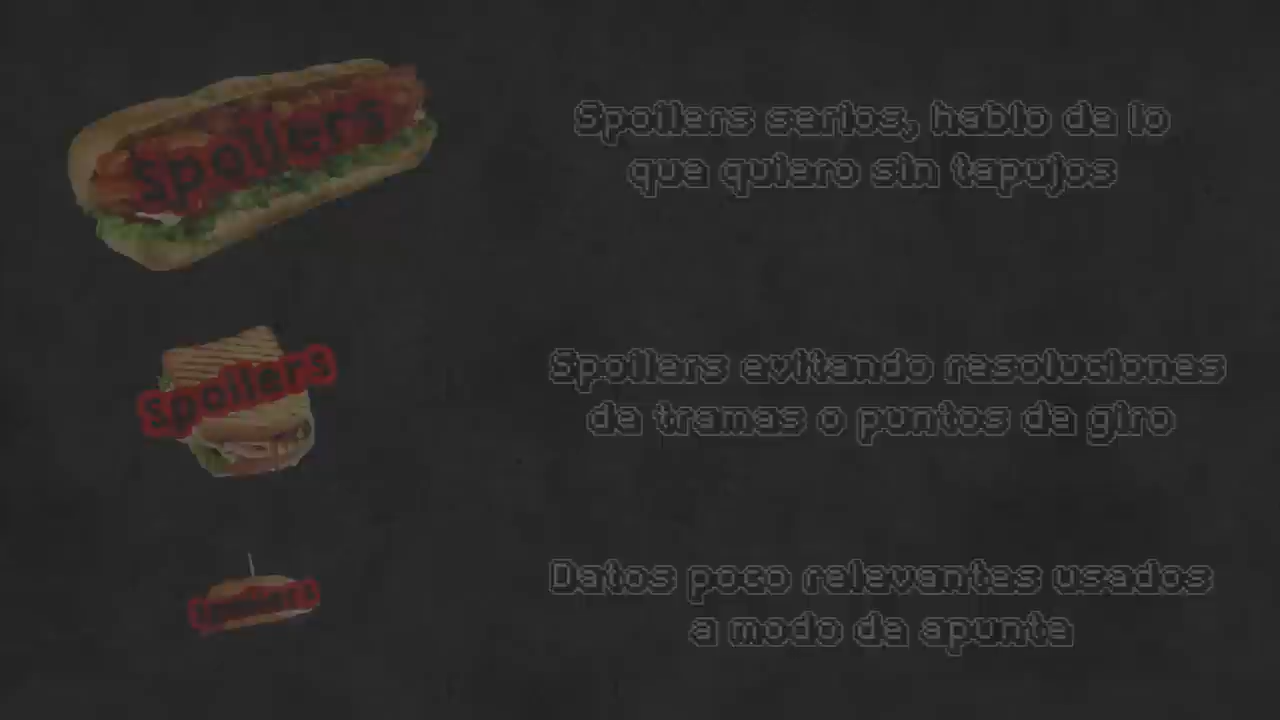 Spoilers
Spoilers serios, hablo de lo
que quiero sin tapujos
Spoilers
Spoilers evitando resoluciones
de tramas o puntos de giro
Spoilers
Datos poco relevantes usados
a modo de apunte